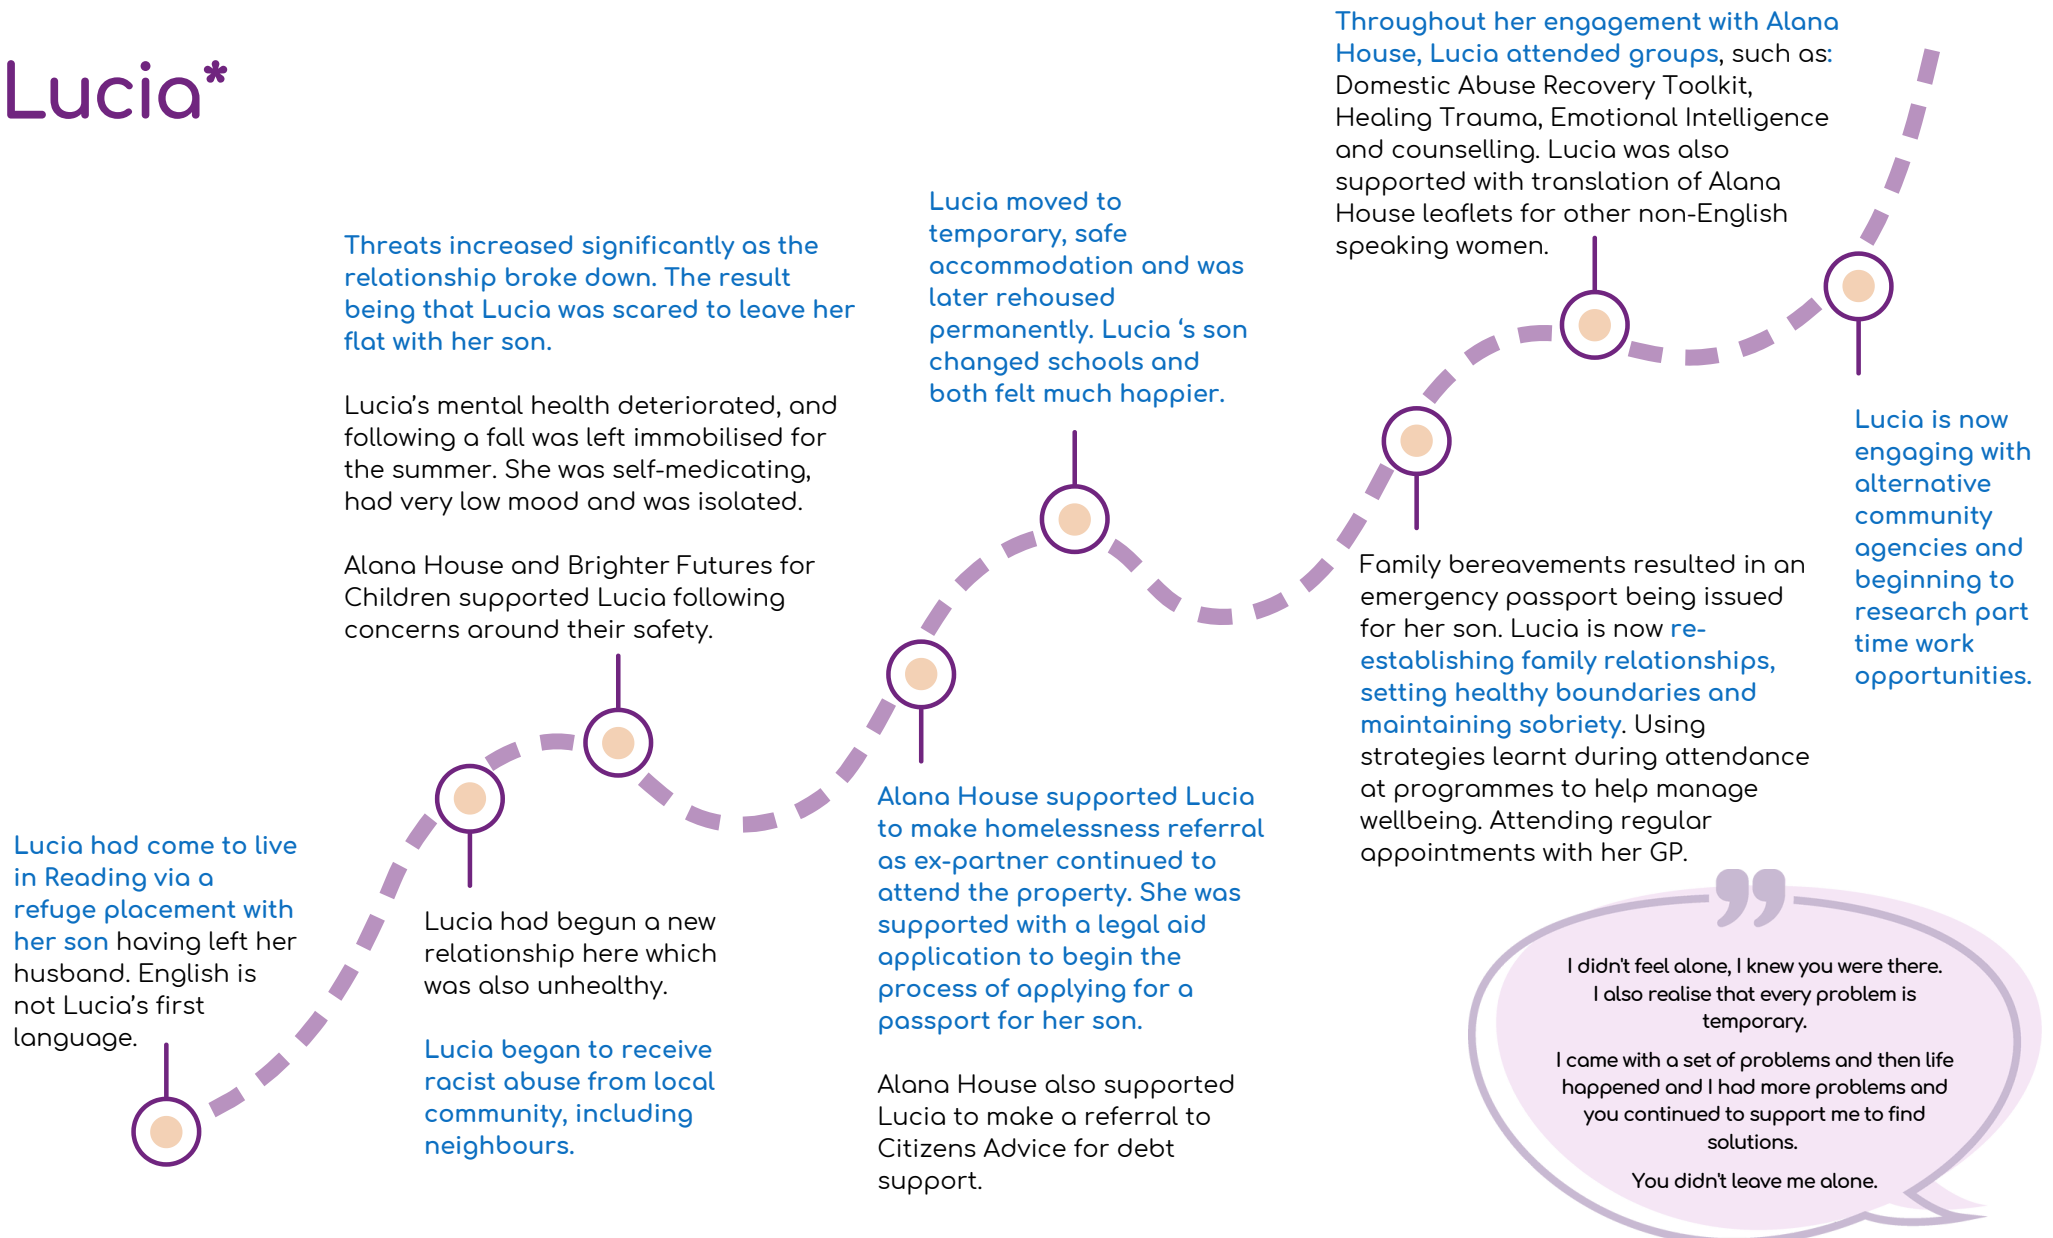 Lucia*
Lucia had come to live
in Reading via a
refuge placement with
her son having left her
husband. English is
not Lucia’s first
language.
Lucia had begun a new
relationship here which
was also unhealthy.
Lucia began to receive
racist abuse from local
community, including
neighbours.
Threats increased significantly as the
relationship broke down. The result
being that Lucia was scared to leave her
flat with her son.
Lucia’s mental health deteriorated, and
following a fall was left immobilised for
the summer. She was self-medicating,
had very low mood and was isolated.
Alana House and Brighter Futures for
Children supported Lucia following
concerns around their safety.
Alana House supported Lucia
to make homelessness referral
as ex-partner continued to
attend the property. She was
supported with a legal aid
application to begin the
process of applying for a
passport for her son.
Alana House also supported
Lucia to make a referral to
Citizens Advice for debt
support.
Lucia moved to
temporary, safe
accommodation and was
later rehoused
permanently. Lucia ‘s son
changed schools and
both felt much happier.
Family bereavements resulted in an
emergency passport being issued
for her son. Lucia is now re-
establishing family relationships,
setting healthy boundaries and
maintaining sobriety. Using
strategies learnt during attendance
at programmes to help manage
wellbeing. Attending regular
appointments with her GP.
Throughout her engagement with Alana
House, Lucia attended groups, such as:
Domestic Abuse Recovery Toolkit,
Healing Trauma, Emotional Intelligence
and counselling. Lucia was also
supported with translation of Alana
House leaflets for other non-English
speaking women.
Lucia is now
engaging with
alternative
community
agencies and
beginning to
research part
time work
opportunities.
”
I didn't feel alone, I knew you were there.
I also realise that every problem is
temporary.
I came with a set of problems and then life
happened and I had more problems and
you continued to support me to find
solutions.
You didn't leave me alone.